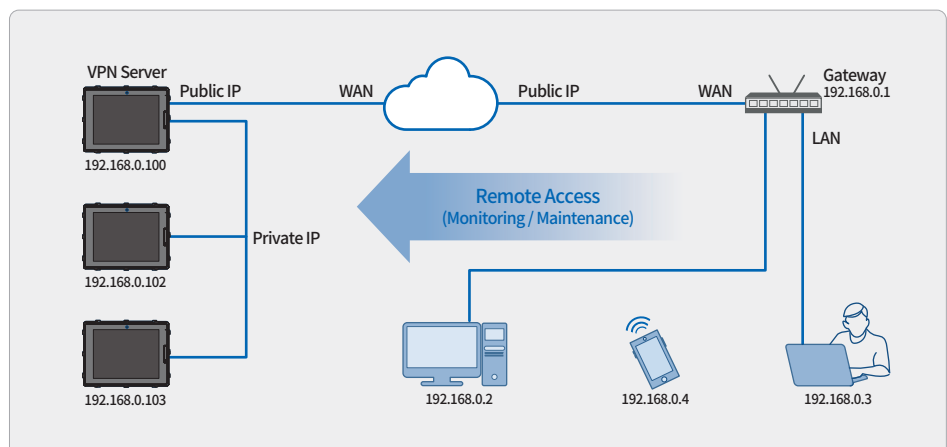 VPN Server
Public IP
WAN
Public IP
WAN
Gateway
192.168.0.1
LAN
192.168.0.100
Remote Access
(Monitoring / Maintenance)
Private IP
192.168.0.102
192.168.0.103
192.168.0.2
192.168.0.4
192.168.0.3